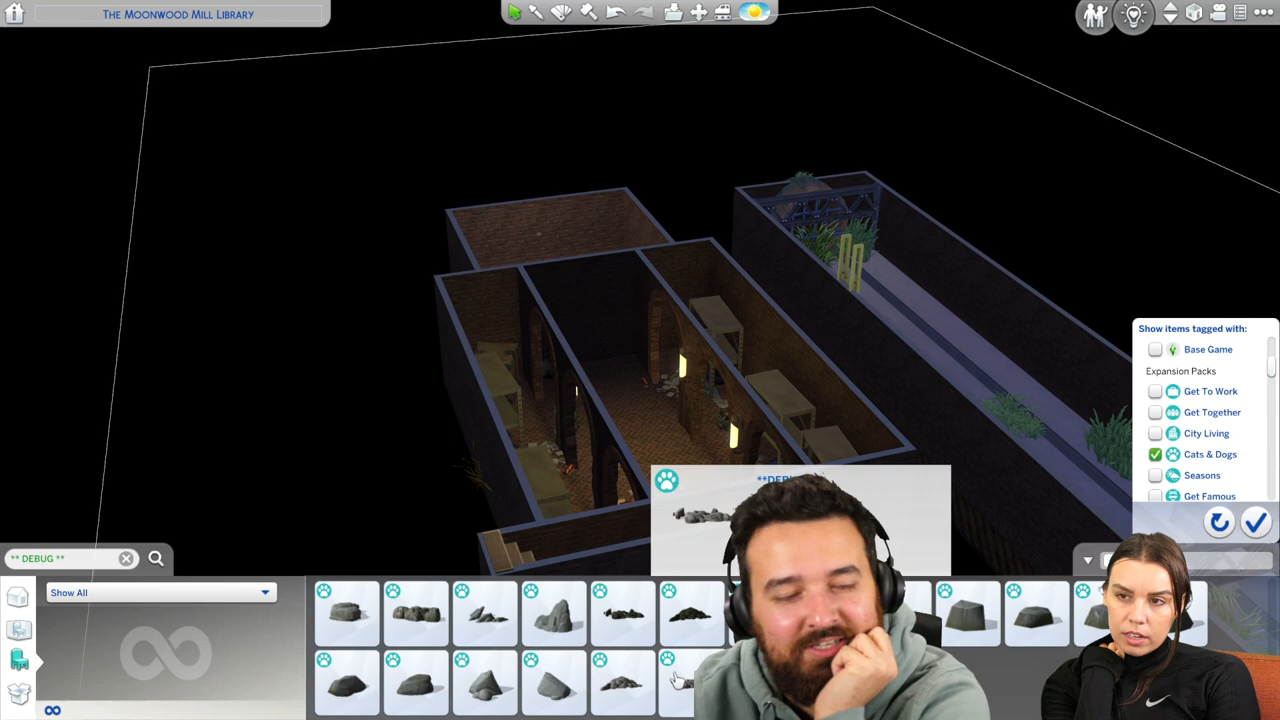 THE MOONWOOD MILL LIBRARY
Show items tagged with:
Base Game
Expansion Packs
Get To Work
Get Together
City Living
Cats & Dogs
Seasons
Get Famous
** DEBUG **
Show All